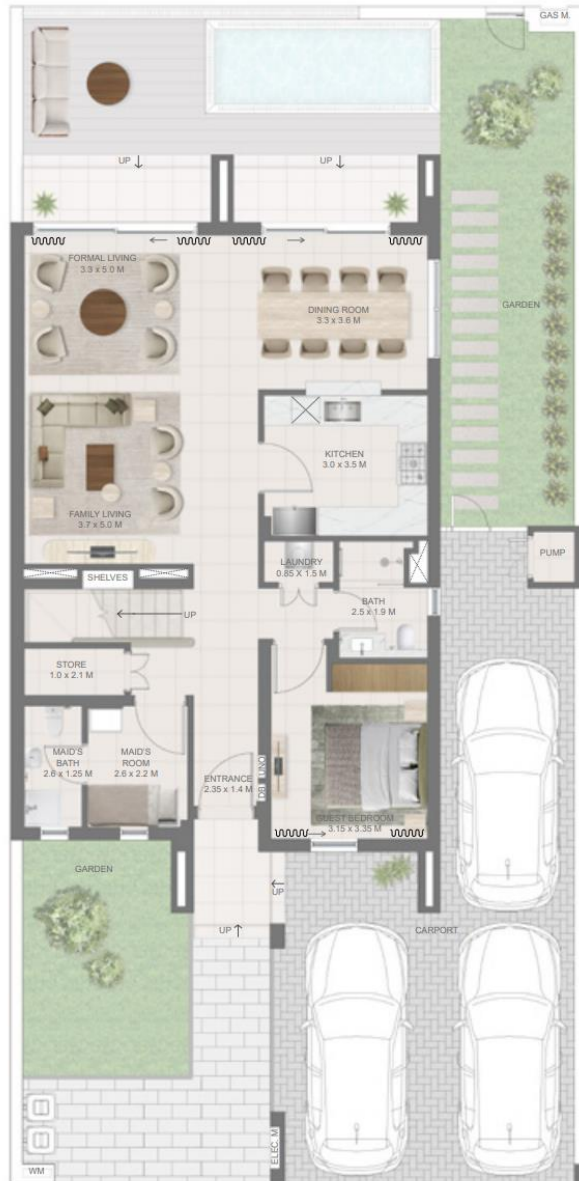 GAS M.
UP
UP
FORMAL LIVING
3.3 x 5.0 M
DINING ROOM
3.3 x 3.6 M
GARDEN
KITCHEN
3.0 x 3.5 M
FAMILY LIVING
3.7 x 5.0 M
PUMP
LAUNDRY
0.85 X 1.5 M
SHELVES
BATH
2.5 x 1.9 M
UP
STORE
1.0 x 2.1 M
MAID'S
BATH
2.6 x 1.25 M
MAID'S
ROOM
2.6 x 2.2 M
ENTRANCE
2.35 x 1.4 M
DB LUNO
GUEST BEDROOM
3.15 x 3.35 M
GARDEN
UP
UP
CARPORT
ELEC. M
WM